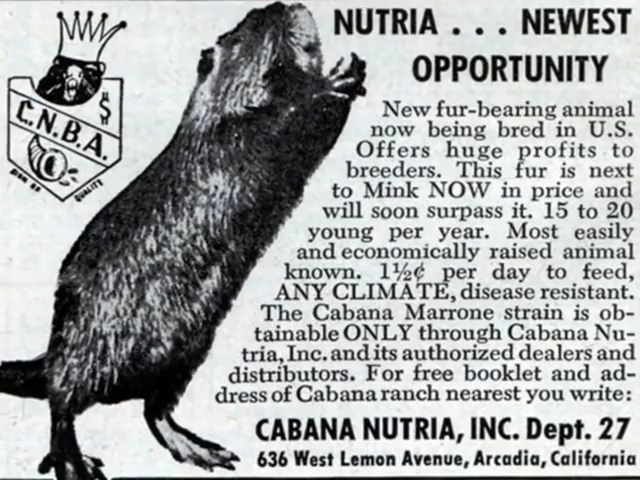 NUTRIA . . . NEWEST
OPPORTUNITY
C.N.B.A.
$
SIGN OF QUALITY
New fur-bearing animal
now being bred in U.S.
Offers huge profits to
breeders. This fur is next
to Mink NOW in price and
will soon surpass it. 15 to 20
young per year. Most easily
and economically raised animal
known. 1½¢ per day to feed,
ANY CLIMATE, disease resistant.
The Cabana Marrone strain is ob-
tainable ONLY through Cabana Nu-
tria, Inc. and its authorized dealers and
distributors. For free booklet and ad-
dress of Cabana ranch nearest you write:
CABANA NUTRIA, INC. Dept. 27
636 West Lemon Avenue, Arcadia, California